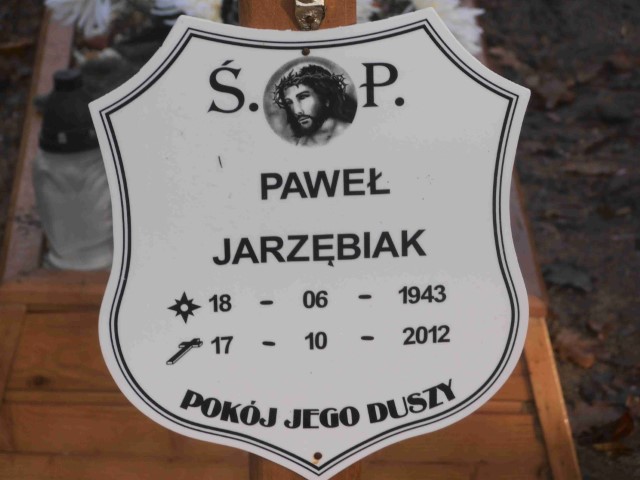 Ś. P.
PAWEŁ
JARZĘBIAK
18 - 06 - 1943
17 - 10 - 2012
POKÓJ JEGO DUSZY